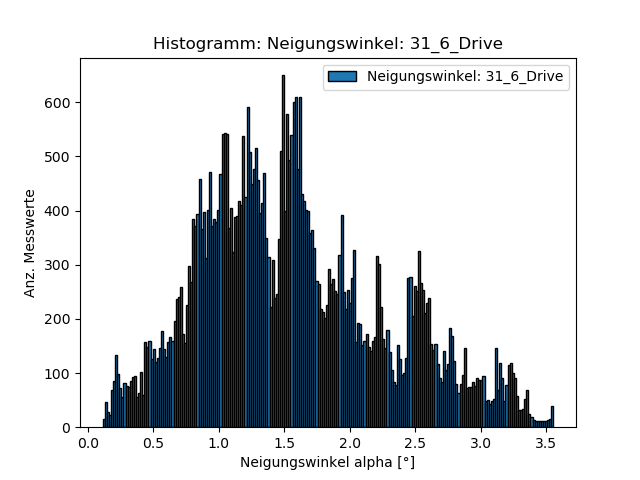 Histogramm: Neigungswinkel: 31_6_Drive
Neigungswinkel: 31_6_Drive
600
500
400
300
200
100
0
Anz. Messwerte
0.0 0.5 1.0 1.5 2.0 2.5 3.0 3.5
Neigungswinkel alpha [°]